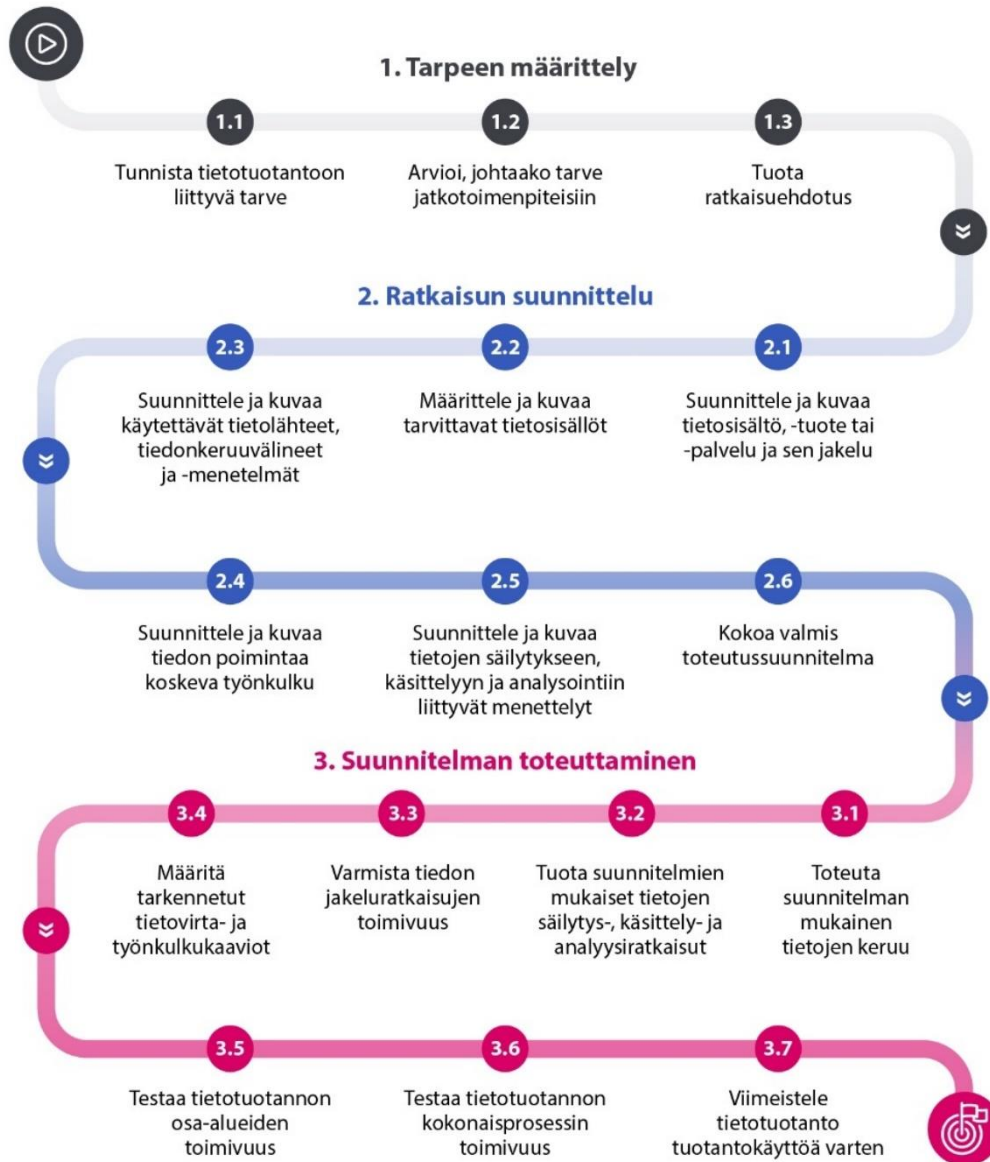 1. Tarpeen määrittely
1.1
Tunnista tietotuotantoon
liittyvä tarve
1.2
Arvioi, johtaako tarve
jatkotoimenpiteisiin
1.3
Tuota
ratkaisuehdotus
2. Ratkaisun suunnittelu
2.1
Suunnittele ja kuvaa
tietosisältö, -tuote tai
-palvelu ja sen jakelu
2.2
Määrittele ja kuvaa
tarvittavat tietosisällöt
2.3
Suunnittele ja kuvaa
käytettävät tietolähteet,
tiedonkeruuvälineet
ja -menetelmät
2.4
Suunnittele ja kuvaa
tiedon poimintaa
koskeva työnkulku
2.5
Suunnittele ja kuvaa
tietojen säilytykseen,
käsittelyyn ja analysointiin
liittyvät menettelyt
2.6
Kokoa valmis
toteutussuunnitelma
3. Suunnitelman toteuttaminen
3.1
Toteuta
suunnitelman
mukainen
tietojen keruu
3.2
Tuota suunnitelmien
mukaiset tietojen
säilytys-, käsittely- ja
analyysiratkaisut
3.3
Varmista tiedon
jakeluratkaisujen
toimivuus
3.4
Määritä
tarkennetut
tietovirta- ja
työnkulkukaaviot
3.5
Testaa tietotuotannon
osa-alueiden
toimivuus
3.6
Testaa tietotuotannon
kokonaisprosessin
toimivuus
3.7
Viimeistele
tietotuotanto
tuotantokäyttöä varten